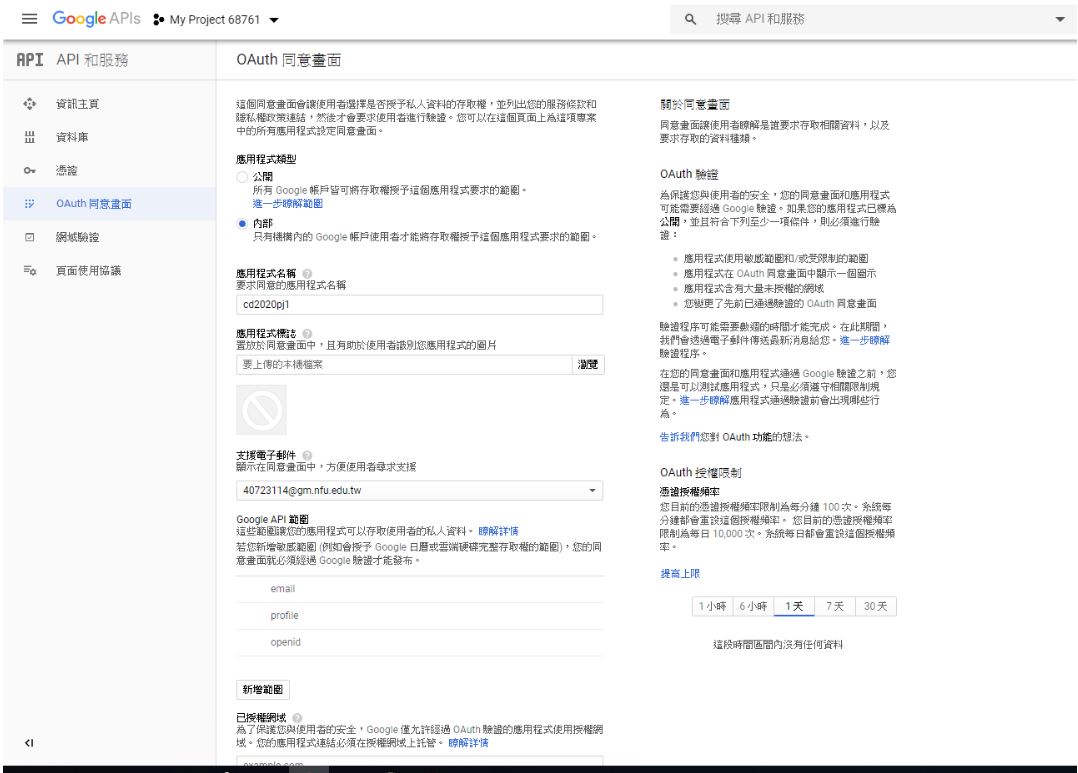 Google APIs My Project 68761
搜尋 API 和服務
API API 和服務
資訊主頁
資料庫
憑證
OAuth 同意畫面
網域驗證
頁面使用協議
OAuth 同意畫面
這個同意畫面會讓使用者選擇是否授予私人資料的存取權，並列出您的服務條款和
隱私權政策連結，然後才會要求使用者進行驗證。您可以在這個頁面上為這項專案
中的所有應用程式設定同意畫面。
應用程式類型
公開
所有 Google 帳戶皆可將存取權授予這個應用程式要求的範圍。
進一步瞭解範圍
內部
只有機構內的 Google 帳戶使用者才能將存取權授予這個應用程式要求的範圍。
應用程式名稱
要求同意的應用程式名稱
cd2020pj1
應用程式標誌
置放於同意畫面中，且有助於使用者識別您應用程式的圖片
要上傳的本機檔案
瀏覽
支援電子郵件
顯示在同意畫面中，方便使用者尋求支援
40723114@gm.nfu.edu.tw
Google API 範圍
這些範圍讓您的應用程式可以存取使用者的私人資料。瞭解詳情
若您新增敏感範圍 (例如會授予 Google 日曆或雲端硬碟完整存取權的範圍)，您的同
意畫面就必須經過 Google 驗證才能發布。
email
profile
openid
新增範圍
已授權網域
為了保護您與使用者的安全，Google 僅允許經過 OAuth 驗證的應用程式使用授權網
域。您的應用程式連結必須在授權網域上託管。瞭解詳情
example.com
關於同意畫面
同意畫面讓使用者瞭解是誰要求存取相關資料，以及
要求存取的資料種類。
OAuth 驗證
為保護您與使用者的安全，您的同意畫面和應用程式
可能需要經過 Google 驗證。如果您的應用程式已標為
公開，並且符合下列至少一項條件，則必須進行驗
證：
應用程式使用敏感範圍和/或受限制的範圍
應用程式在 OAuth 同意畫面中顯示一個圖示
應用程式含有大量未授權的網域
您變更了先前已通過驗證的 OAuth 同意畫面
驗證程序可能需要數週的時間才能完成。在此期間，
我們會透過電子郵件傳送最新消息給您。進一步瞭解
驗證程序。
在您的同意畫面和應用程式通過 Google 驗證之前，您
還是可以測試應用程式，只是必須遵守相關限制規
定。進一步瞭解應用程式通過驗證前會出現哪些行
為。
告訴我們您對 OAuth 功能的想法。
OAuth 授權限制
憑證授權頻率
您目前的憑證授權頻率限制為每分鐘 100 次。系統每
分鐘都會重設這個授權頻率。 您目前的憑證授權頻率
限制為每日 10,000 次。系統每日都會重設這個授權頻
率。
提高上限
1 小時 6 小時 1 天 7 天 30 天
這段時間區間內沒有任何資料